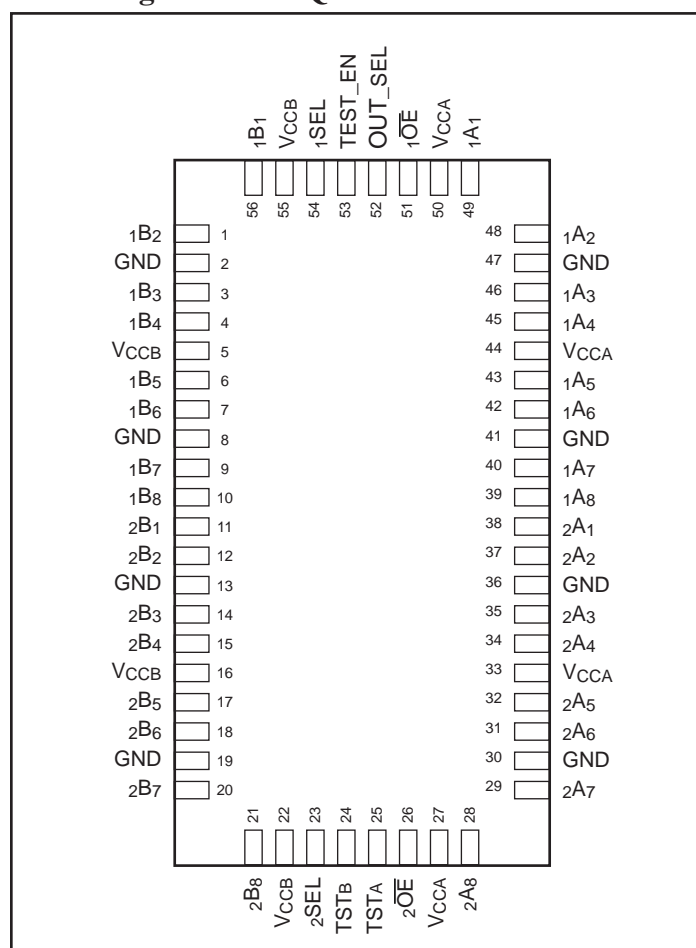 1B1 VCCB 1SEL TEST_EN OUT_SEL 1O̅E̅ VCCA 1A1
56 55 54 53 52 51 50 49
1B2 1 48 1A2
GND 2 47 GND
1B3 3 46 1A3
1B4 4 45 1A4
VCCB 5 44 VCCA
1B5 6 43 1A5
1B6 7 42 1A6
GND 8 41 GND
1B7 9 40 1A7
1B8 10 39 1A8
2B1 11 38 2A1
2B2 12 37 2A2
GND 13 36 GND
2B3 14 35 2A3
2B4 15 34 2A4
VCCB 16 33 VCCA
2B5 17 32 2A5
2B6 18 31 2A6
GND 19 30 GND
2B7 20 29 2A7
21 22 23 24 25 26 27 28
2B8 VCCB 2SEL TSTB TSTA 2O̅E̅ VCCA 2A8